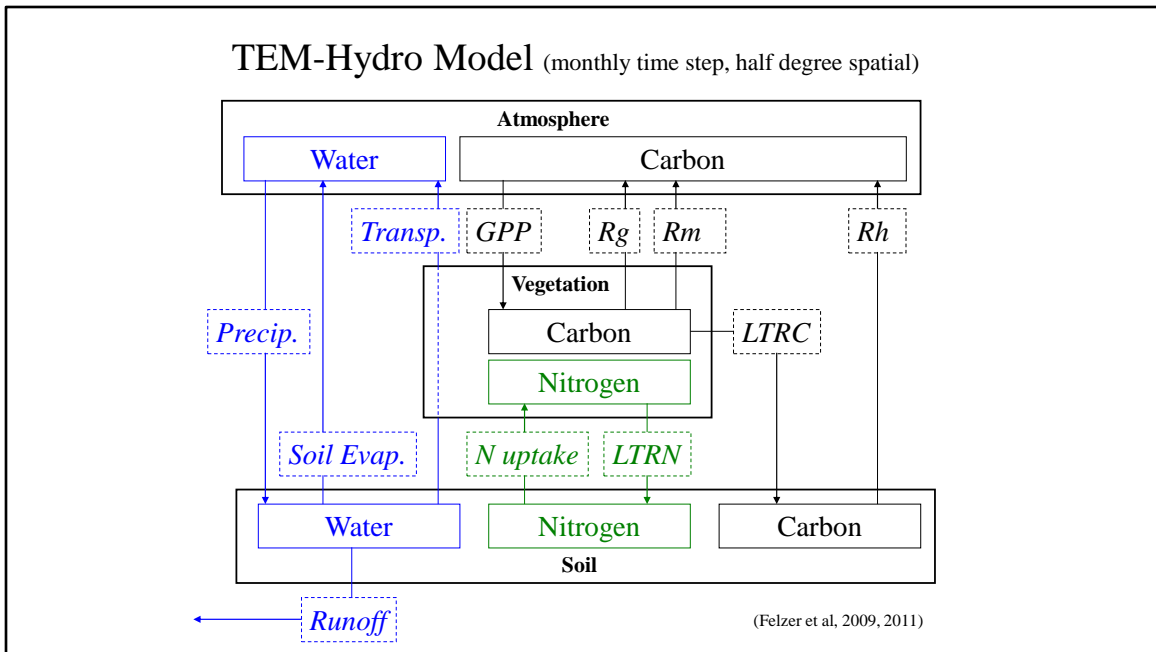 TEM-Hydro Model (monthly time step, half degree spatial)
Atmosphere
Water
Carbon
Transp.
GPP
Rg
Rm
Rh
Vegetation
Precip.
Carbon
LTRC
Nitrogen
Soil Evap.
N uptake
LTRN
Water
Nitrogen
Carbon
Soil
Runoff
(Felzer et al, 2009, 2011)